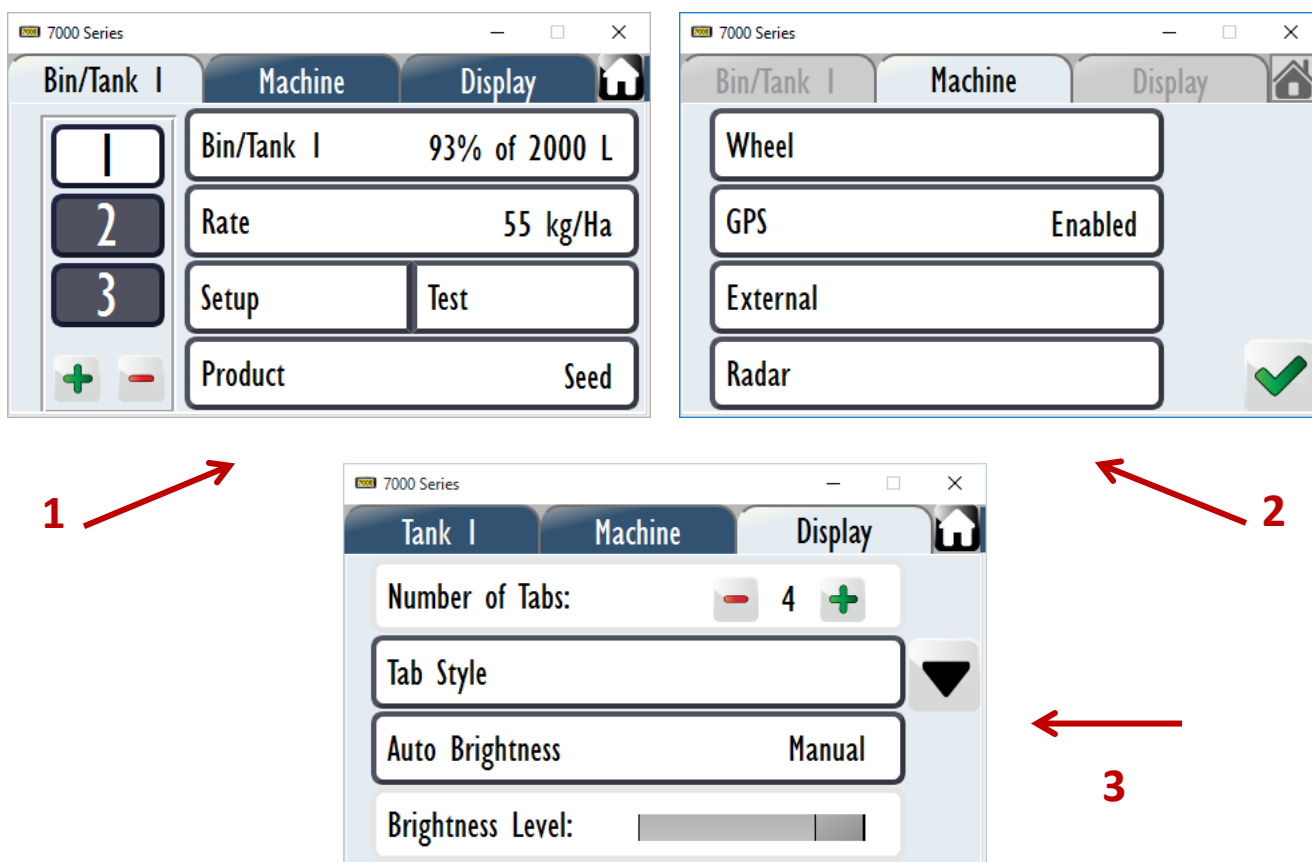 7000 Series
Bin/Tank 1 Machine Display
1
2
3
Bin/Tank 1 93% of 2000 L
Rate 55 kg/Ha
Setup Test
Product Seed
7000 Series
Bin/Tank 1 Machine Display
Wheel
GPS Enabled
External
Radar
1
2
7000 Series
Tank 1 Machine Display
Number of Tabs: 4
Tab Style
Auto Brightness Manual
Brightness Level:
3